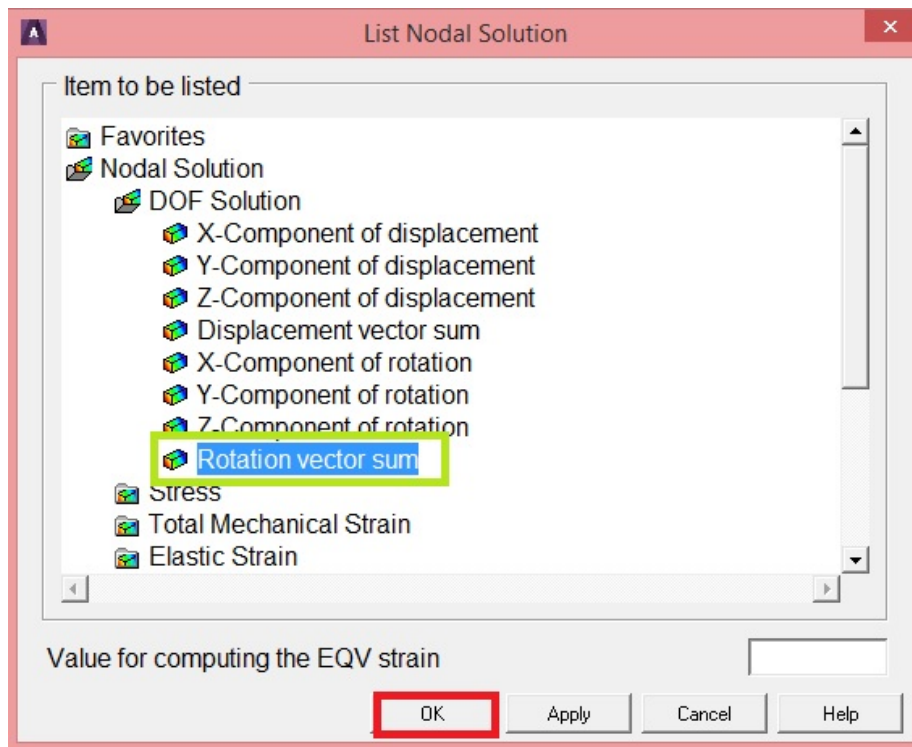 List Nodal Solution
Item to be listed
Favorites
Nodal Solution
DOF Solution
X-Component of displacement
Y-Component of displacement
Z-Component of displacement
Displacement vector sum
X-Component of rotation
Y-Component of rotation
Z-Component of rotation
Rotation vector sum
Stress
Total Mechanical Strain
Elastic Strain
Value for computing the EQV strain
OK Apply Cancel Help